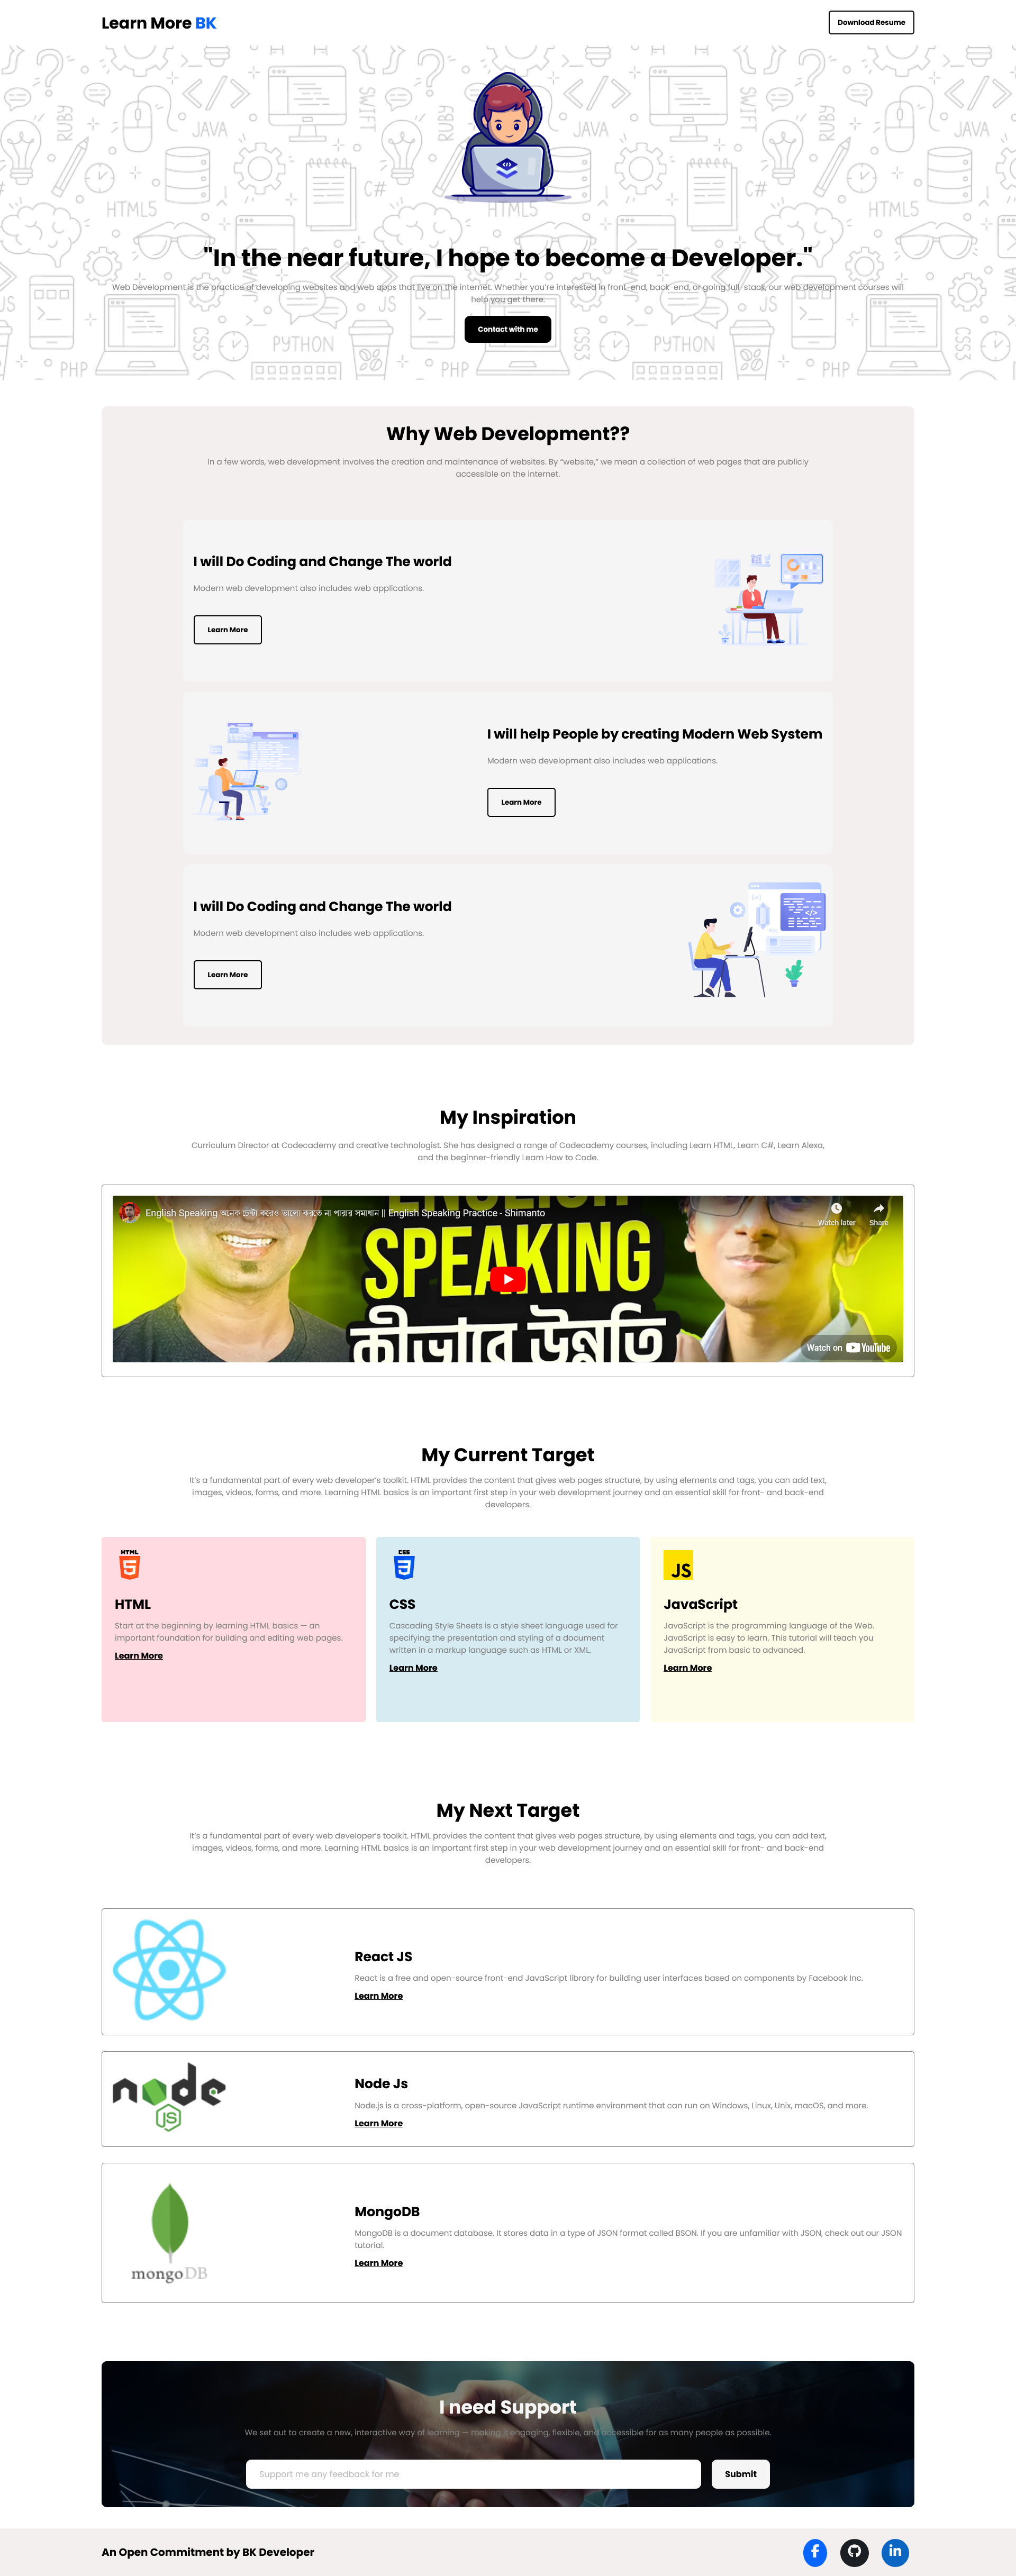 Learn More BK
Download Resume
"In the near future, I hope to become a Developer."
Web Development is the practice of developing websites and web apps that live on the internet. Whether you're interested in front-end, back-end, or going full-stack, our web development courses will
help you get there.
Contact with me
RUBY
JAVA
C#
HTML5
PYTHON
PHP
Why Web Development??
In a few words, web development involves the creation and maintenance of websites. By “website,” we mean a collection of web pages that are publicly
accessible on the internet.
I will Do Coding and Change The world
Modern web development also includes web applications.
Learn More
I will help People by creating Modern Web System
Modern web development also includes web applications.
Learn More
I will Do Coding and Change The world
Modern web development also includes web applications.
Learn More
My Inspiration
Curriculum Director at Codecademy and creative technologist. She has designed a range of Codecademy courses, including Learn HTML, Learn C#, Learn Alexa,
and the beginner-friendly Learn How to Code.
English Speaking অনেক চেষ্টা করেও ভালো করতে না পারার সমাধান || English Speaking Practice - Shimanto
Watch later
Share
ENGLISH
SPEAKING
কীভাবে উন্নতি
Watch on YouTube
My Current Target
It's a fundamental part of every web developer's toolkit. HTML provides the content that gives web pages structure, by using elements and tags, you can add text,
images, videos, forms, and more. Learning HTML basics is an important first step in your web development journey and an essential skill for front- and back-end
developers.
HTML
5
HTML
Start at the beginning by learning HTML basics — an
important foundation for building and editing web pages.
Learn More
CSS
3
CSS
Cascading Style Sheets is a style sheet language used for
specifying the presentation and styling of a document
written in a markup language such as HTML or XML.
Learn More
JS
JavaScript
JavaScript is the programming language of the Web.
JavaScript is easy to learn. This tutorial will teach you
JavaScript from basic to advanced.
Learn More
My Next Target
It's a fundamental part of every web developer's toolkit. HTML provides the content that gives web pages structure, by using elements and tags, you can add text,
images, videos, forms, and more. Learning HTML basics is an important first step in your web development journey and an essential skill for front- and back-end
developers.
React JS
React is a free and open-source front-end JavaScript library for building user interfaces based on components by Facebook Inc.
Learn More
node
JS
Node Js
Node.js is a cross-platform, open-source JavaScript runtime environment that can run on Windows, Linux, Unix, macOS, and more.
Learn More
mongoDB
MongoDB
MongoDB is a document database. It stores data in a type of JSON format called BSON. If you are unfamiliar with JSON, check out our JSON
tutorial.
Learn More
I need Support
We set out to create a new, interactive way of learning — making it engaging, flexible, and accessible for as many people as possible.
Support me any feedback for me
Submit
An Open Commitment by BK Developer